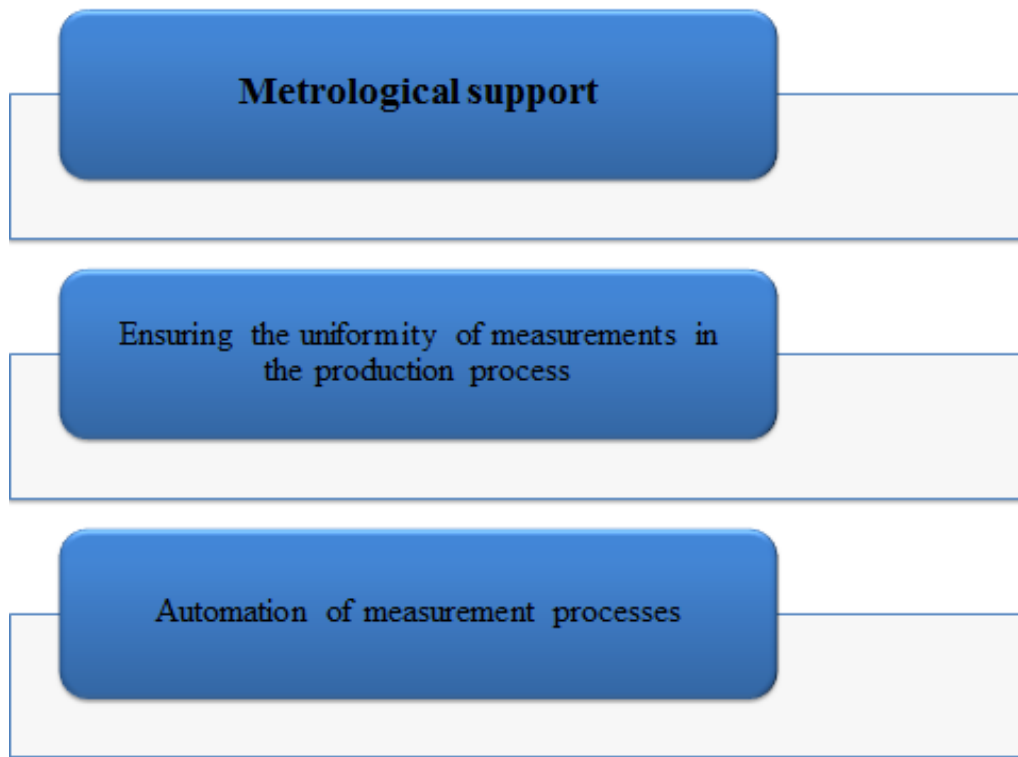 Metrological support
Ensuring the uniformity of measurements in
the production process
Automation of measurement processes